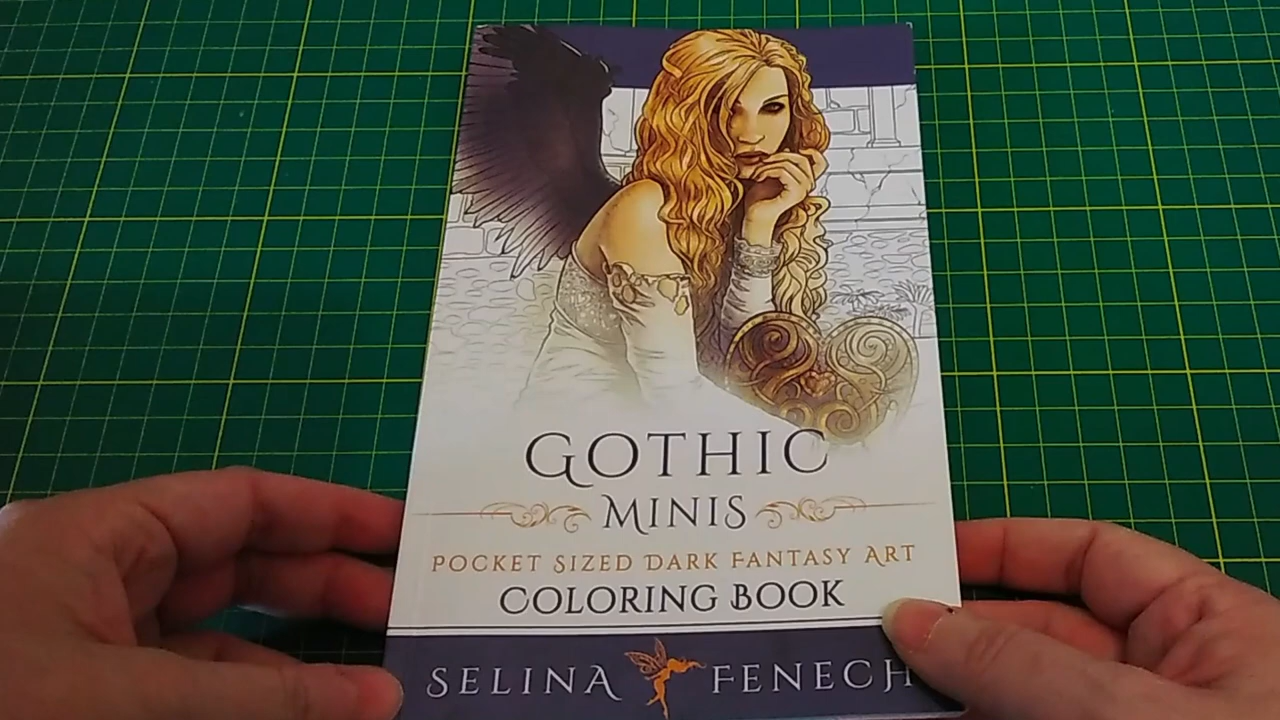 GOTHIC
MINIS
POCKET SIZED DARK FANTASY ART
COLORING BOOK
SELINA FENECH